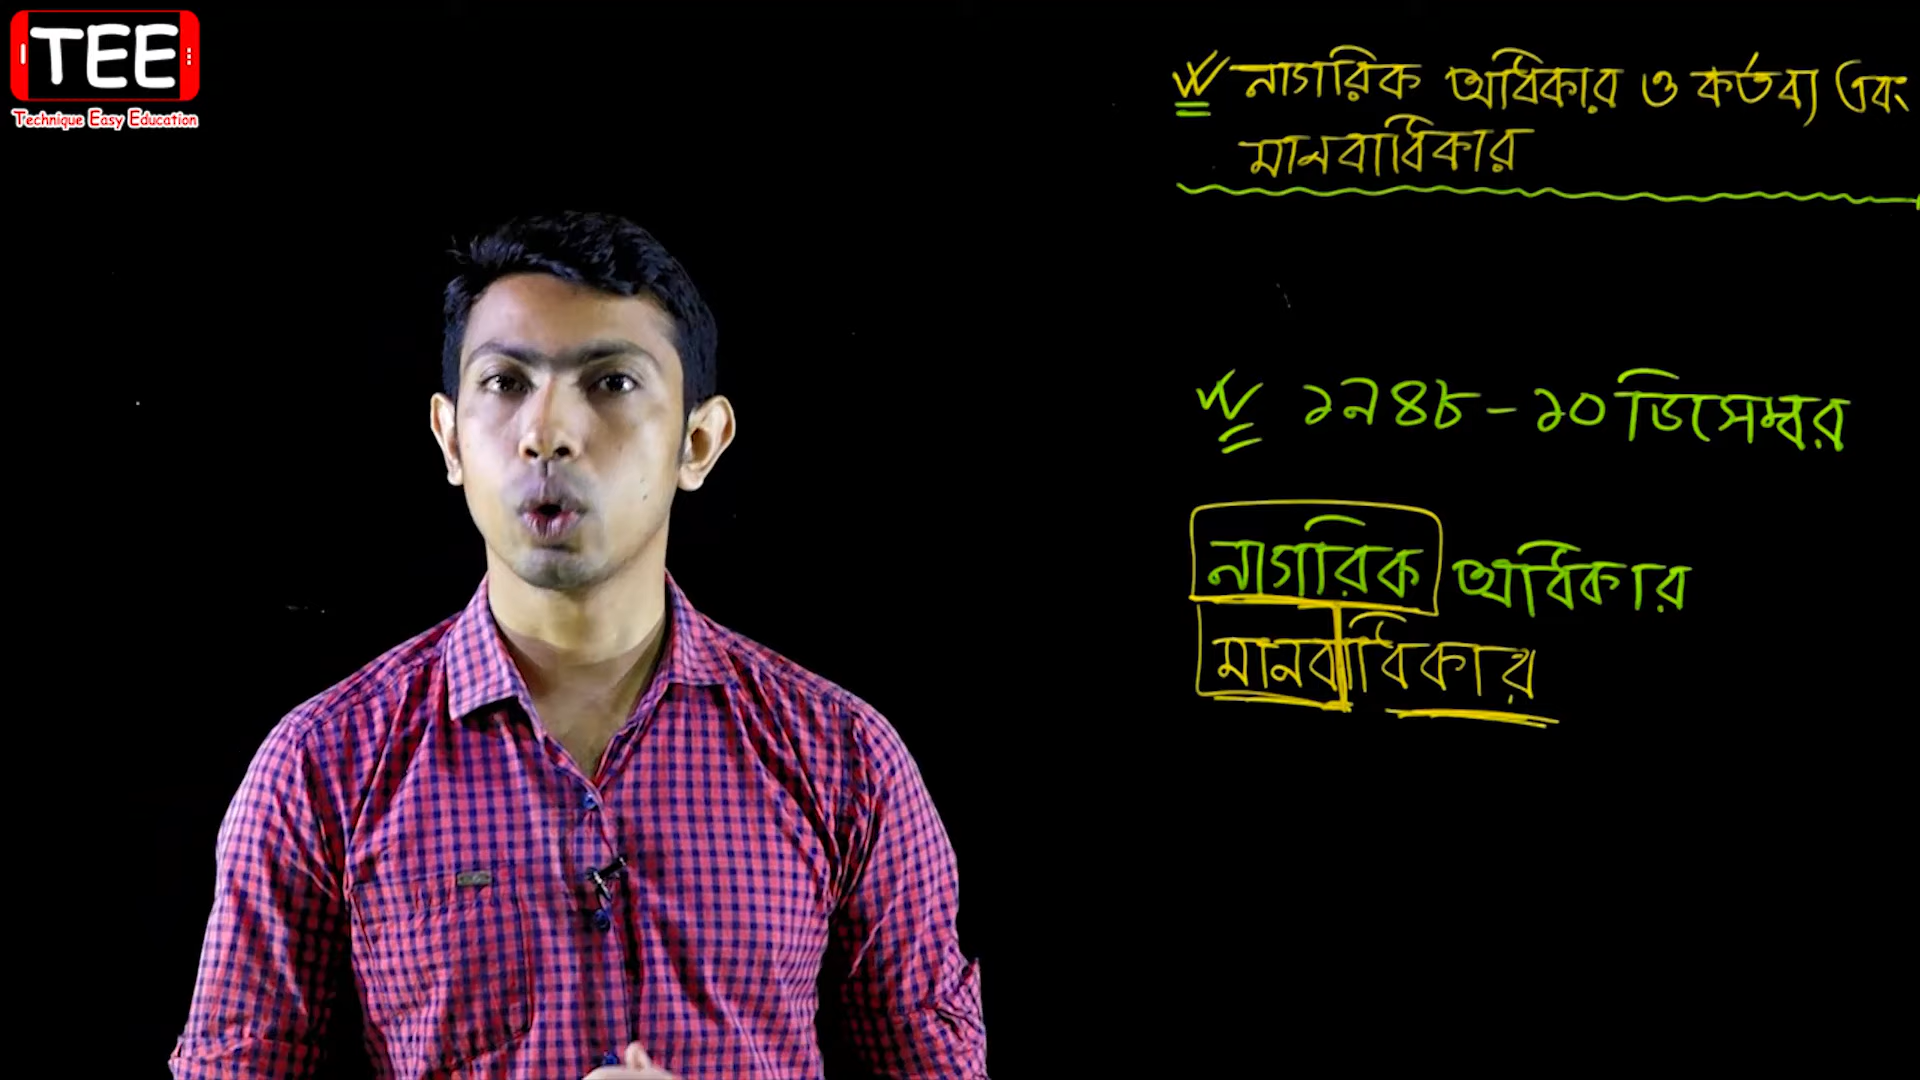 TEE
Technique Easy Education
নাগরিক অধিকার ও কর্তব্য এবং
মানবাধিকার
১৯৪৮ - ১০ ডিসেম্বর
নাগরিক অধিকার
মানবাধিকার